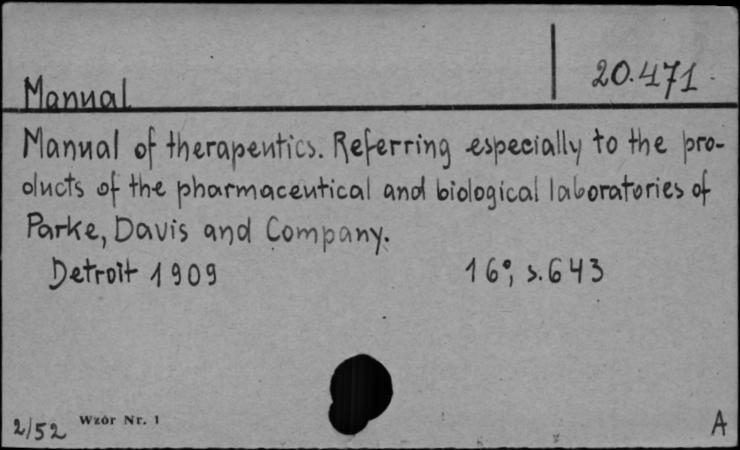 Manual
20.471.
Manual of therapeutics. Referring especially to the pro-
ducts of the pharmaceutical and biological laboratories of
Parke, Davis and Company.
Detroit 1909 16°, s.643
2/52 Wzór Nr. 1 A